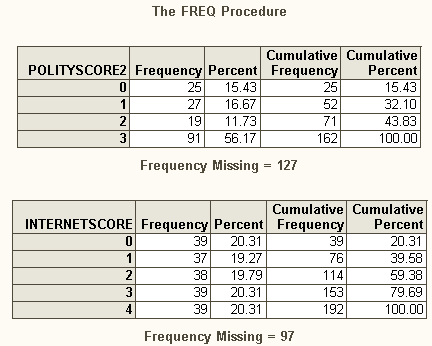 The FREQ Procedure
POLITYSCORE2 Frequency Percent Cumulative Frequency Cumulative Percent
0 25 15.43 25 15.43
1 27 16.67 52 32.10
2 19 11.73 71 43.83
3 91 56.17 162 100.00
Frequency Missing = 127
INTERNETSCORE Frequency Percent Cumulative Frequency Cumulative Percent
0 39 20.31 39 20.31
1 37 19.27 76 39.58
2 38 19.79 114 59.38
3 39 20.31 153 79.69
4 39 20.31 192 100.00
Frequency Missing = 97